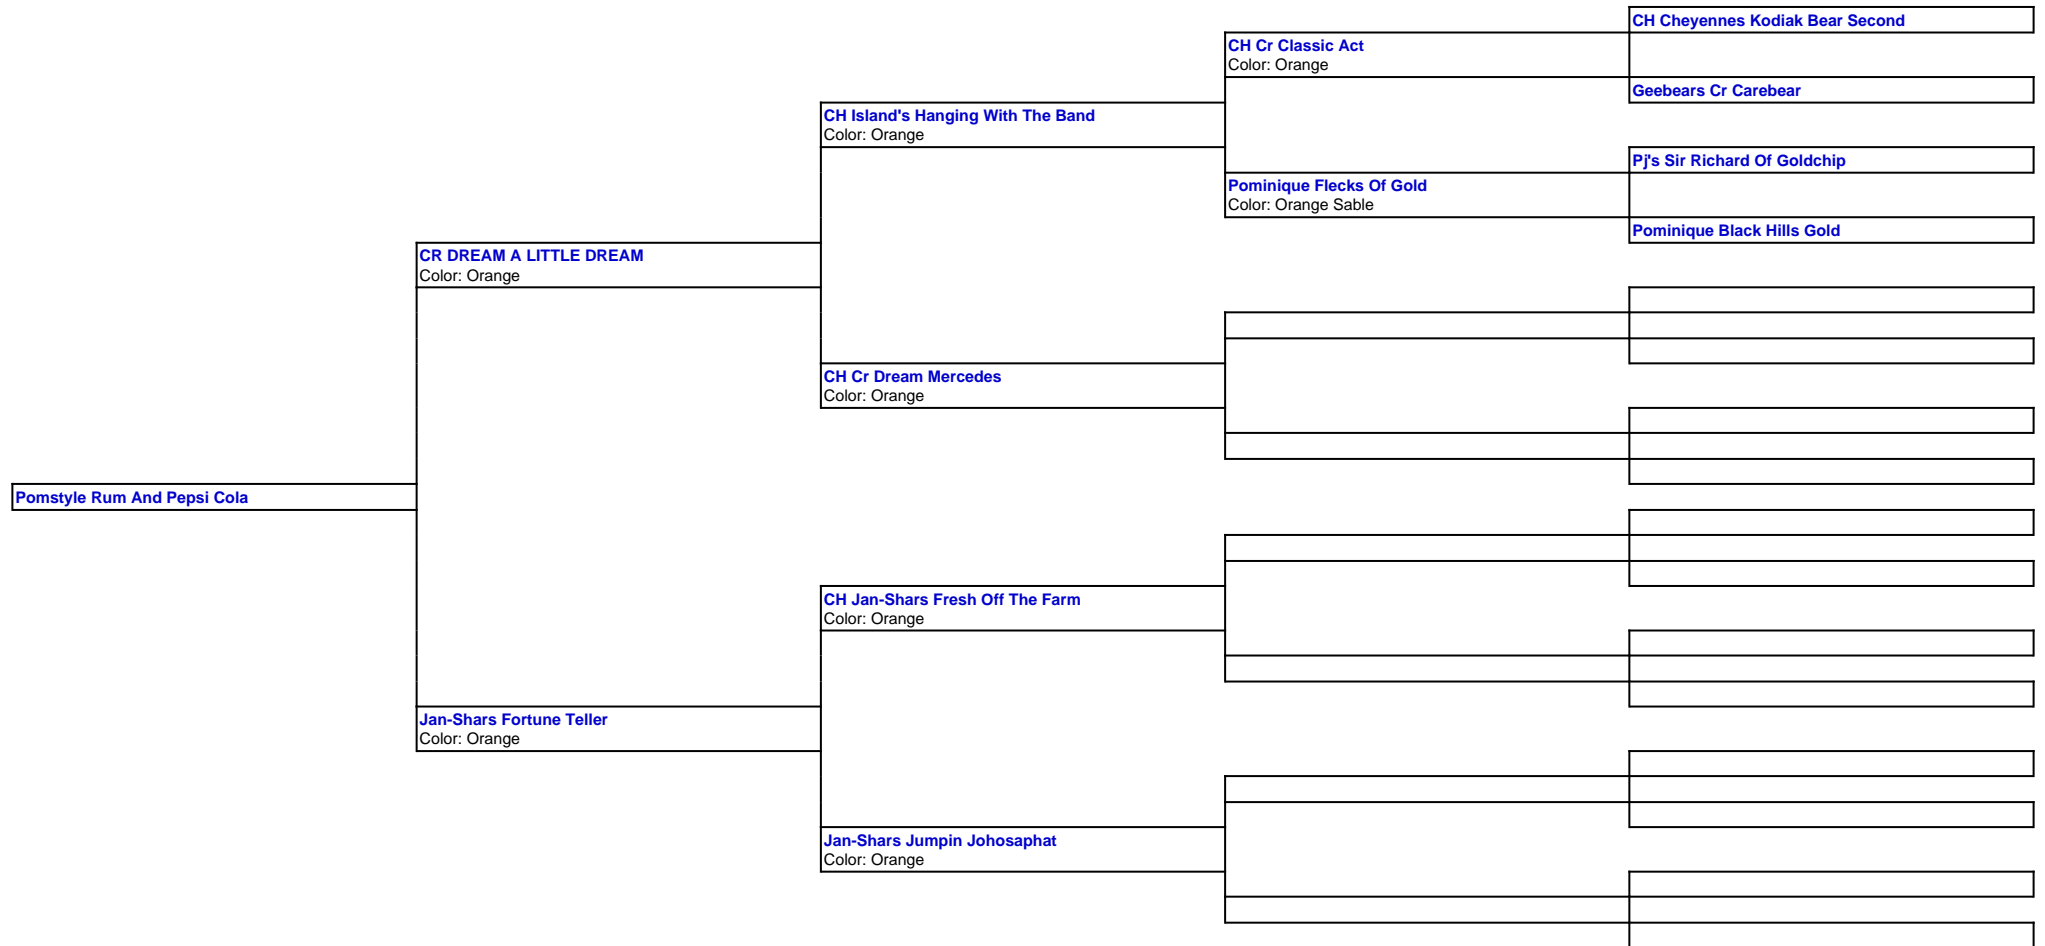 CH Cheyennes Kodiak Bear Second
CH Cr Classic Act
Color: Orange
Geebears Cr Carebear
CH Island's Hanging With The Band
Color: Orange
Pj's Sir Richard Of Goldchip
Pominique Flecks Of Gold
Color: Orange Sable
Pominique Black Hills Gold
CR DREAM A LITTLE DREAM
Color: Orange
CH Cr Dream Mercedes
Color: Orange
Pomstyle Rum And Pepsi Cola
CH Jan-Shars Fresh Off The Farm
Color: Orange
Jan-Shars Fortune Teller
Color: Orange
Jan-Shars Jumpin Johosaphat
Color: Orange